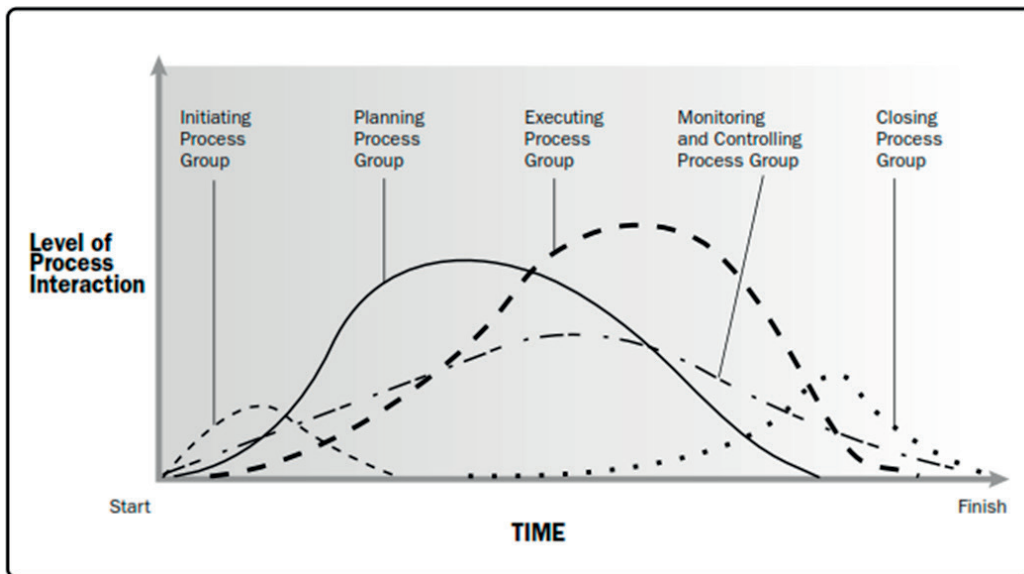 Initiating
Process
Group
Planning
Process
Group
Executing
Process
Group
Monitoring
and Controlling
Process Group
Closing
Process
Group
Level of
Process
Interaction
Start
Finish
TIME